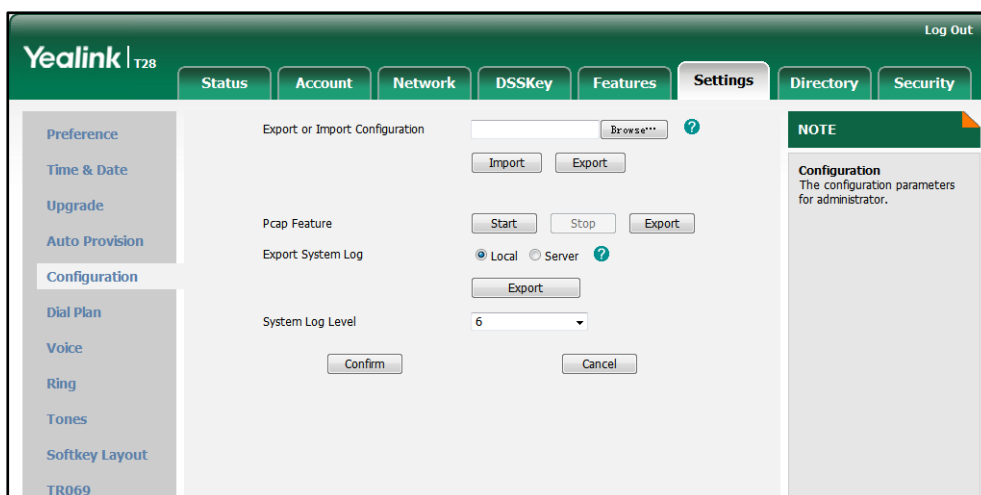 Log Out
Yealink | T28
Status Account Network DSSKey Features Settings Directory Security
Preference
Time & Date
Upgrade
Auto Provision
Configuration
Dial Plan
Voice
Ring
Tones
Softkey Layout
TR069
Export or Import Configuration Browse... ?
Import Export
Pcap Feature Start Stop Export
Export System Log Local Server ?
Export
System Log Level 6
Confirm Cancel
NOTE
Configuration
The configuration parameters
for administrator.